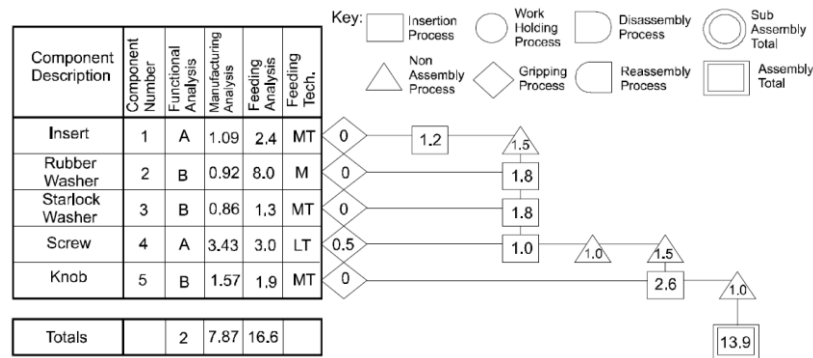 Key:
Insertion
Process
Work
Holding
Process
Disassembly
Process
Sub
Assembly
Total
Non
Assembly
Process
Gripping
Process
Reassembly
Process
Assembly
Total
Component
Description
Component
Number
Functional
Analysis
Manufacturing
Analysis
Feeding
Analysis
Feeding
Tech.
Insert 1 A 1.09 2.4 MT 0 1.2 1.5
Rubber
Washer 2 B 0.92 8.0 M 0 1.8
Starlock
Washer 3 B 0.86 1.3 MT 0 1.8
Screw 4 A 3.43 3.0 LT 0.5 1.0 1.0 1.5
Knob 5 B 1.57 1.9 MT 0 2.6 1.0
Totals 2 7.87 16.6 13.9